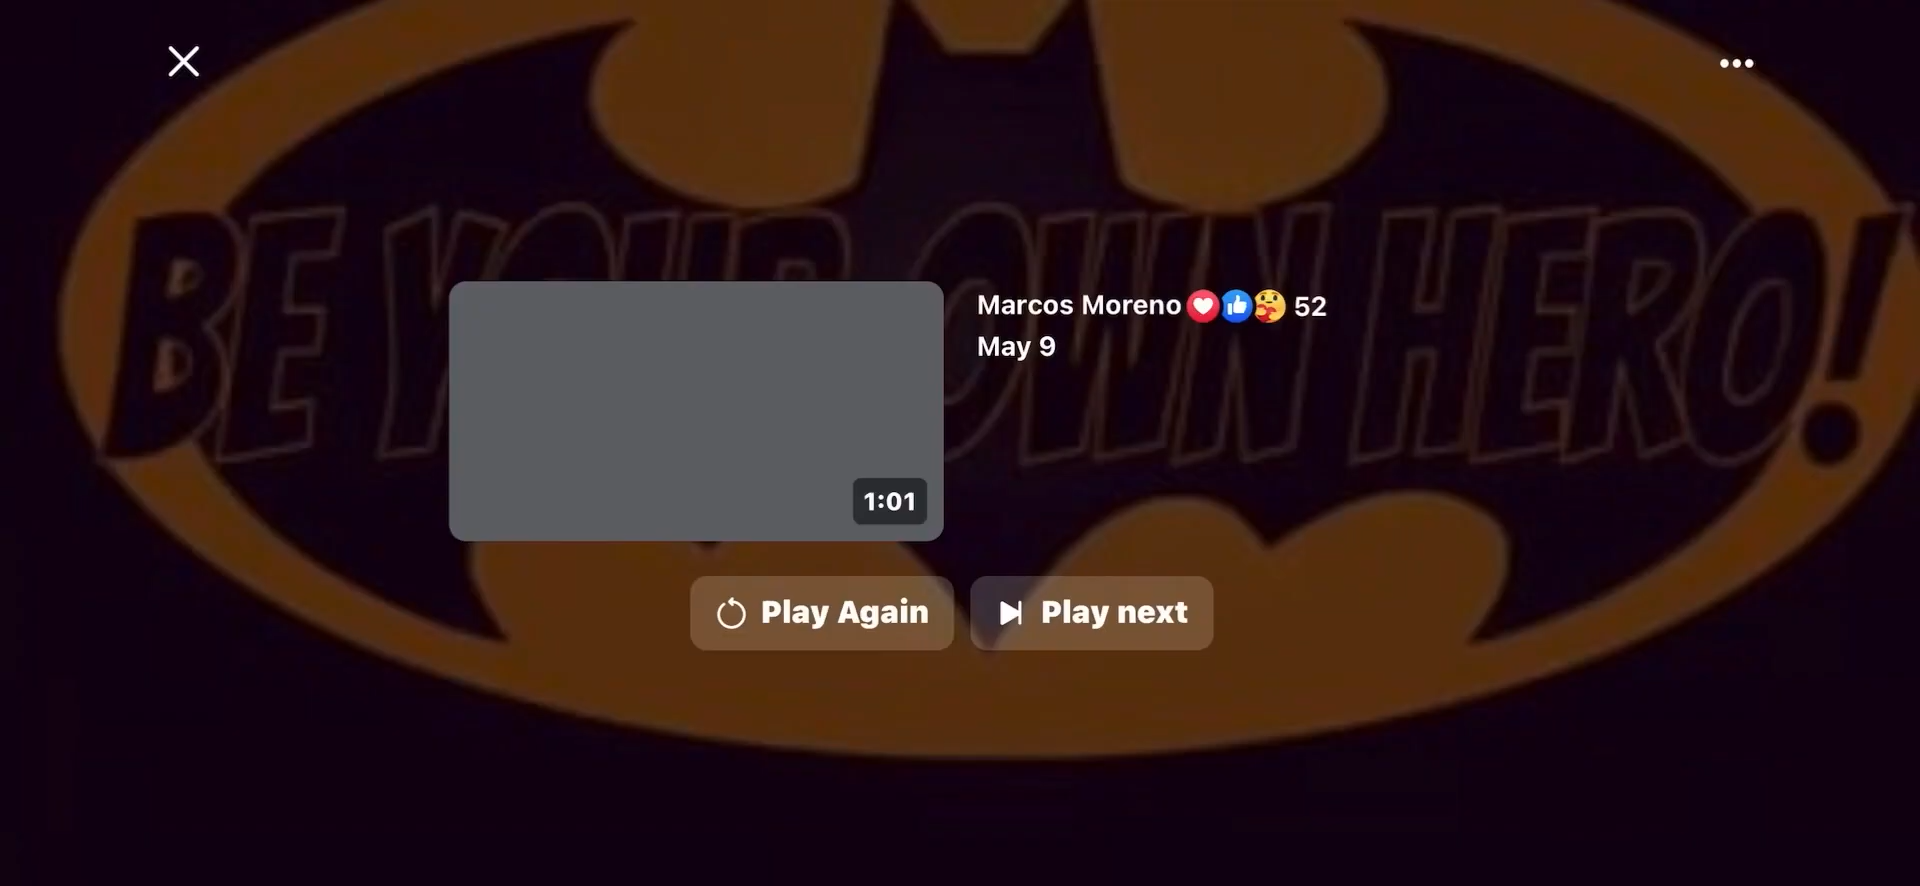 BE YOUR OWN HERO!
Marcos Moreno 52
May 9
1:01
Play Again
Play next